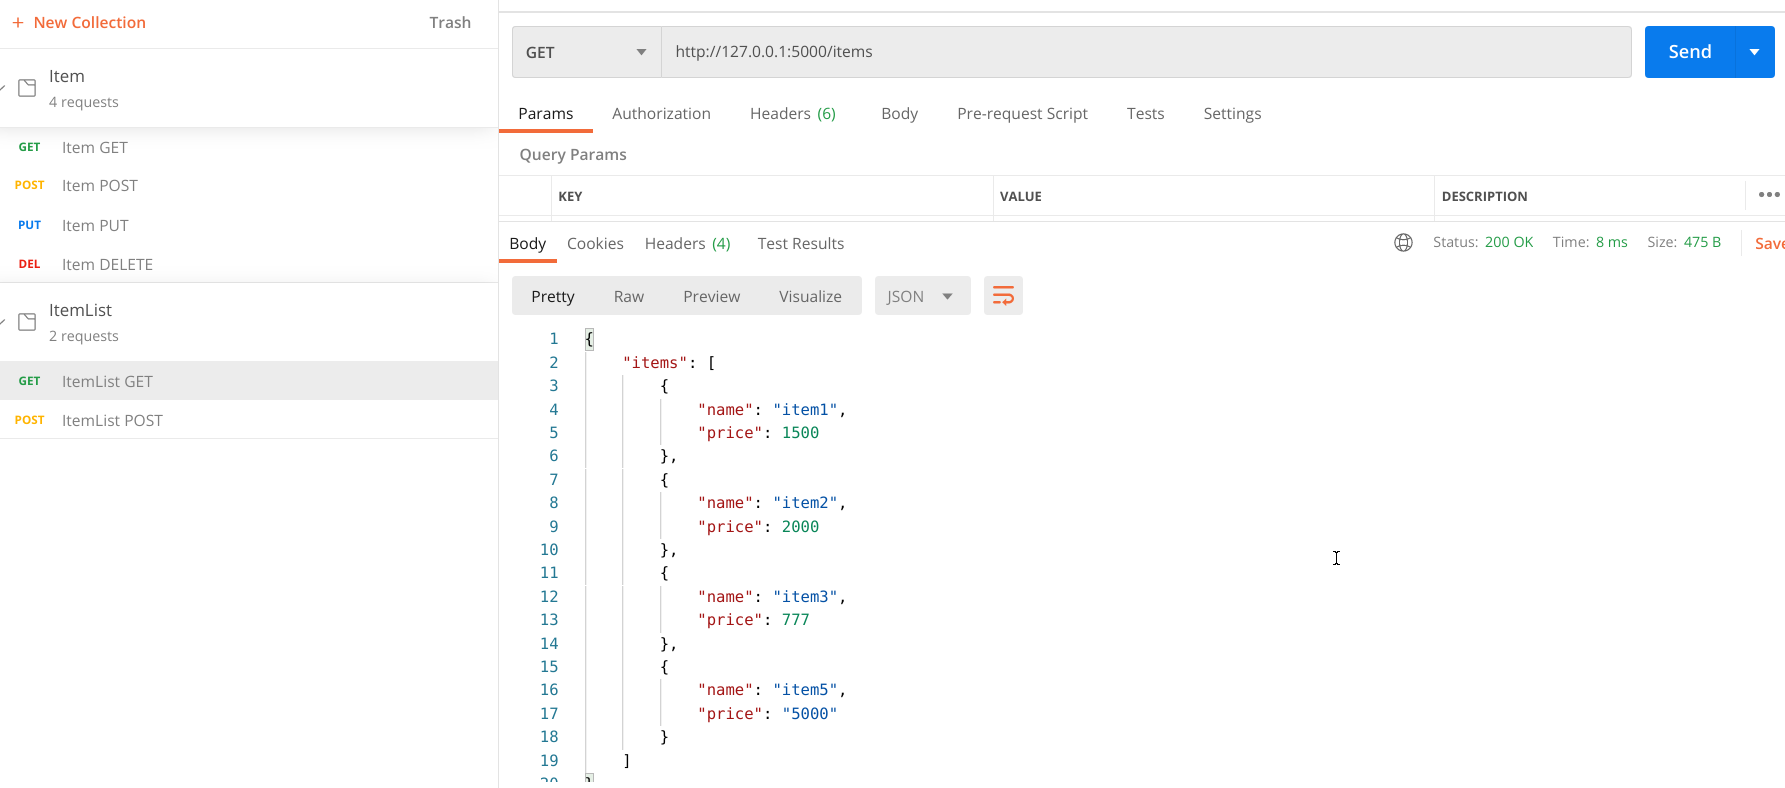 + New Collection Trash
Item
4 requests
GET Item GET
POST Item POST
PUT Item PUT
DEL Item DELETE
ItemList
2 requests
GET ItemList GET
POST ItemList POST
GET http://127.0.0.1:5000/items Send
Params Authorization Headers (6) Body Pre-request Script Tests Settings
Query Params
KEY VALUE DESCRIPTION •••
Body Cookies Headers (4) Test Results Status: 200 OK Time: 8 ms Size: 475 B Save
Pretty Raw Preview Visualize JSON
1 {
2 "items": [
3 {
4 "name": "item1",
5 "price": 1500
6 },
7 {
8 "name": "item2",
9 "price": 2000
10 },
11 {
12 "name": "item3",
13 "price": 777
14 },
15 {
16 "name": "item5",
17 "price": "5000"
18 }
19 ]
20 }